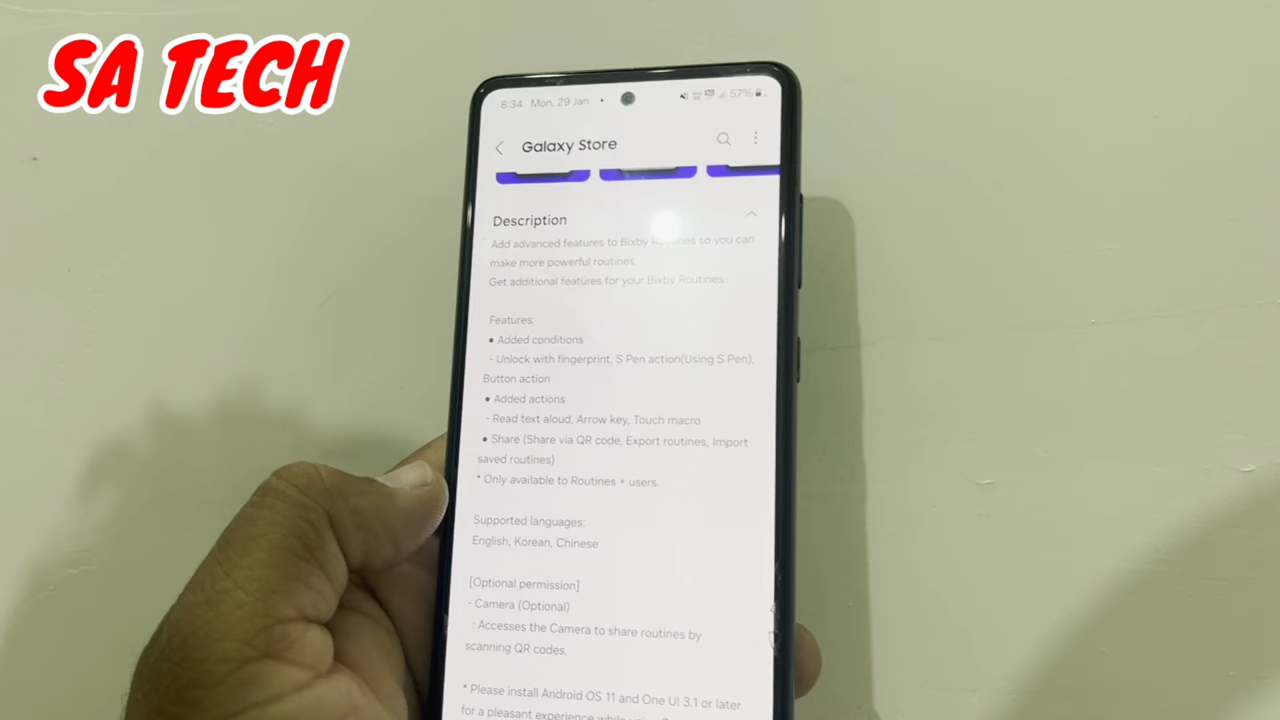 SA TECH
8:34 Mon, 29 Jan • 57%
Galaxy Store
Description
Add advanced features to Bixby Routines so you can
make more powerful routines.
Get additional features for your Bixby Routines.
Features:
• Added conditions
- Unlock with fingerprint, S Pen action(Using S Pen),
Button action
• Added actions
- Read text aloud, Arrow key, Touch macro
• Share (Share via QR code, Export routines, Import
saved routines)
* Only available to Routines + users.
Supported languages:
English, Korean, Chinese
[Optional permission]
- Camera (Optional)
: Accesses the Camera to share routines by
scanning QR codes.
* Please install Android OS 11 and One UI 3.1 or later
for a pleasant experience while